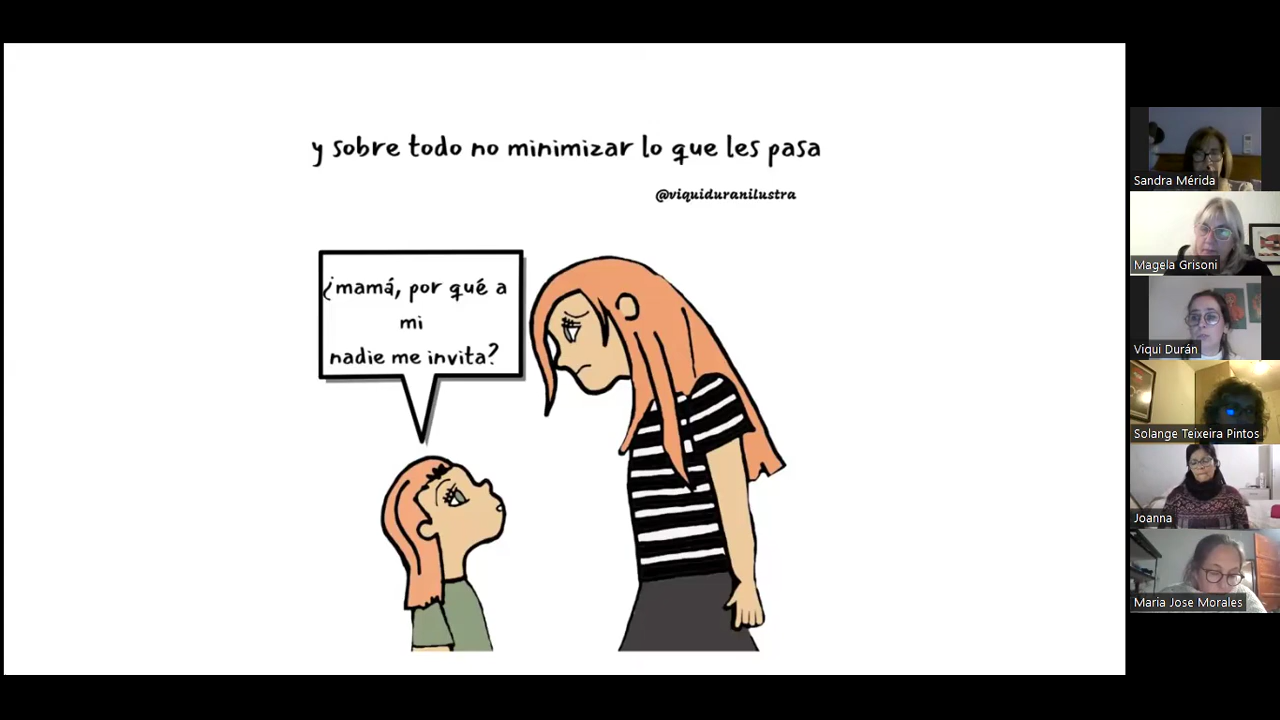 y sobre todo no minimizar lo que les pasa
@viquiduranilustra
¿mamá, por qué a
mi
nadie me invita?
Sandra Mérida
Magela Grisoni
Viqui Durán
Solange Teixeira Pintos
Joanna
Maria Jose Morales